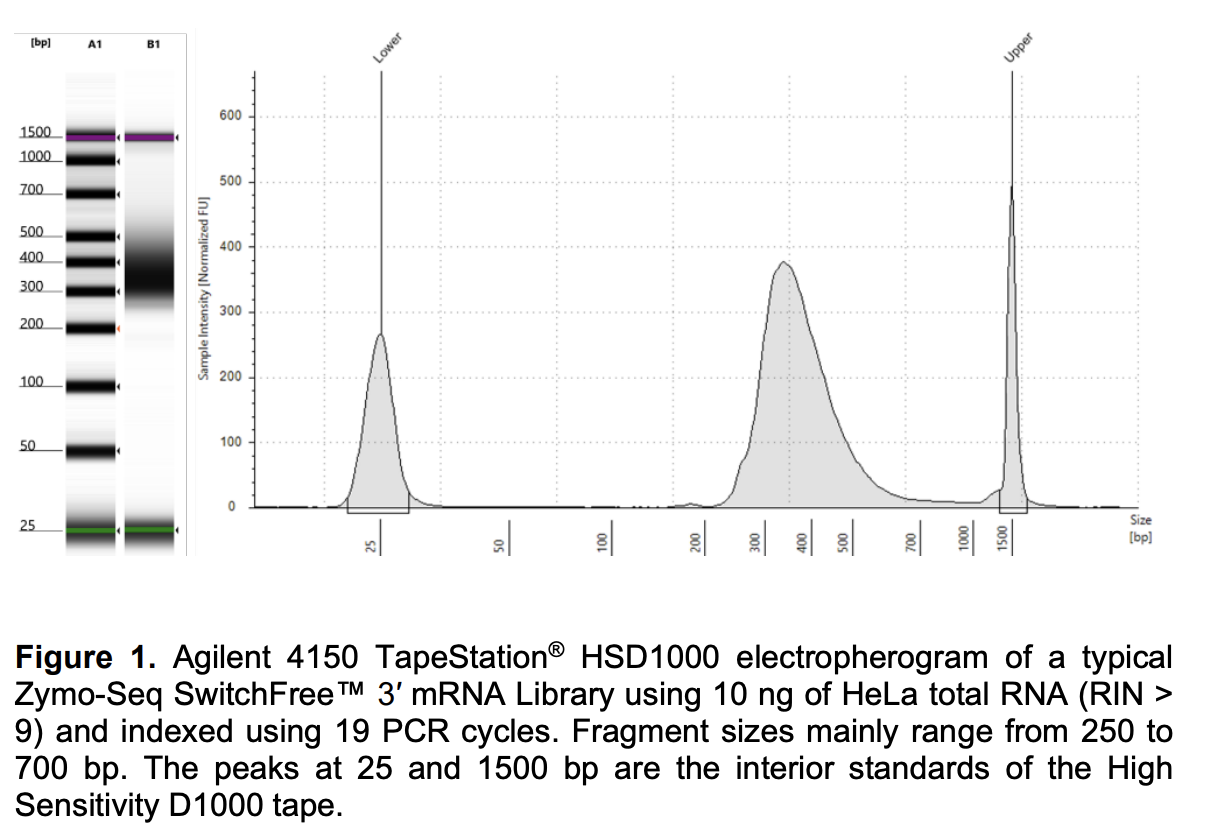 [bp] A1 B1
1500
1000
700
500
400
300
200
100
50
25
Lower
Upper
Sample Intensity [Normalized FU]
600
500
400
300
200
100
0
25 50 100 200 300 400 500 700 1000 1500
Size
[bp]
Figure 1. Agilent 4150 TapeStation® HSD1000 electropherogram of a typical
Zymo-Seq SwitchFree™ 3′ mRNA Library using 10 ng of HeLa total RNA (RIN >
9) and indexed using 19 PCR cycles. Fragment sizes mainly range from 250 to
700 bp. The peaks at 25 and 1500 bp are the interior standards of the High
Sensitivity D1000 tape.